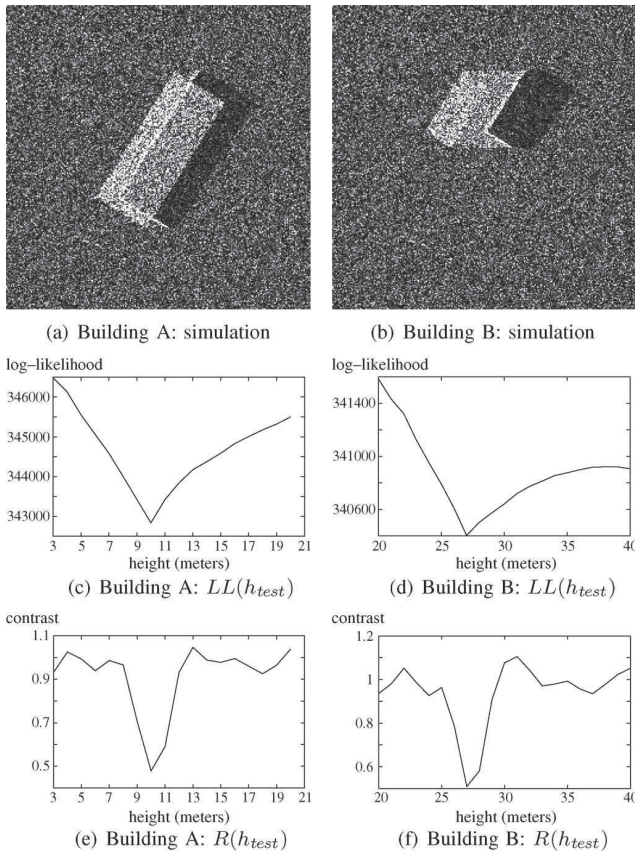 (a) Building A: simulation
(b) Building B: simulation
log–likelihood
346000
345000
344000
343000
3 5 7 9 11 13 15 17 19 21
height (meters)
(c) Building A: LL(h_test)
log–likelihood
341400
341000
340600
20 25 30 35 40
height (meters)
(d) Building B: LL(h_test)
contrast
1.1
0.9
0.7
0.5
3 5 7 9 11 13 15 17 19 21
height (meters)
(e) Building A: R(h_test)
contrast
1.2
1
0.8
0.6
20 25 30 35 40
height (meters)
(f) Building B: R(h_test)